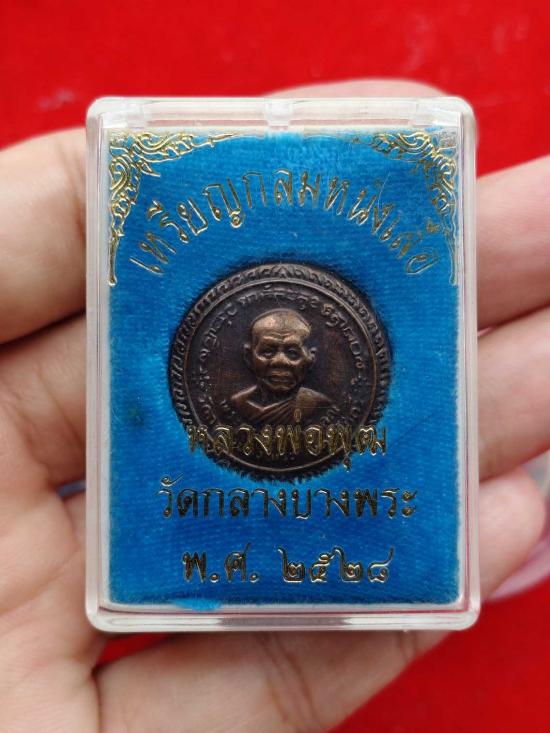 เหรียญกลมหนังเสือ
หลวงพ่อพุฒ
วัดกลางบางพระ
พ.ศ. ๒๕๒๘